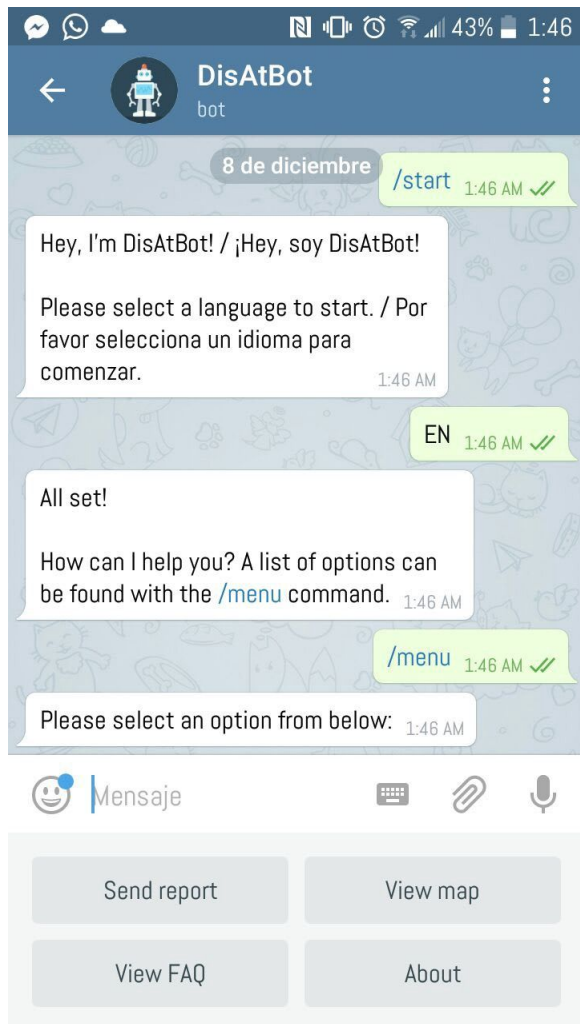 43% 1:46
DisAtBot
bot
8 de diciembre
/start 1:46 AM
Hey, I'm DisAtBot! / ¡Hey, soy DisAtBot!
Please select a language to start. / Por
favor selecciona un idioma para
comenzar. 1:46 AM
EN 1:46 AM
All set!
How can I help you? A list of options can
be found with the /menu command. 1:46 AM
/menu 1:46 AM
Please select an option from below: 1:46 AM
Mensaje
Send report View map
View FAQ About